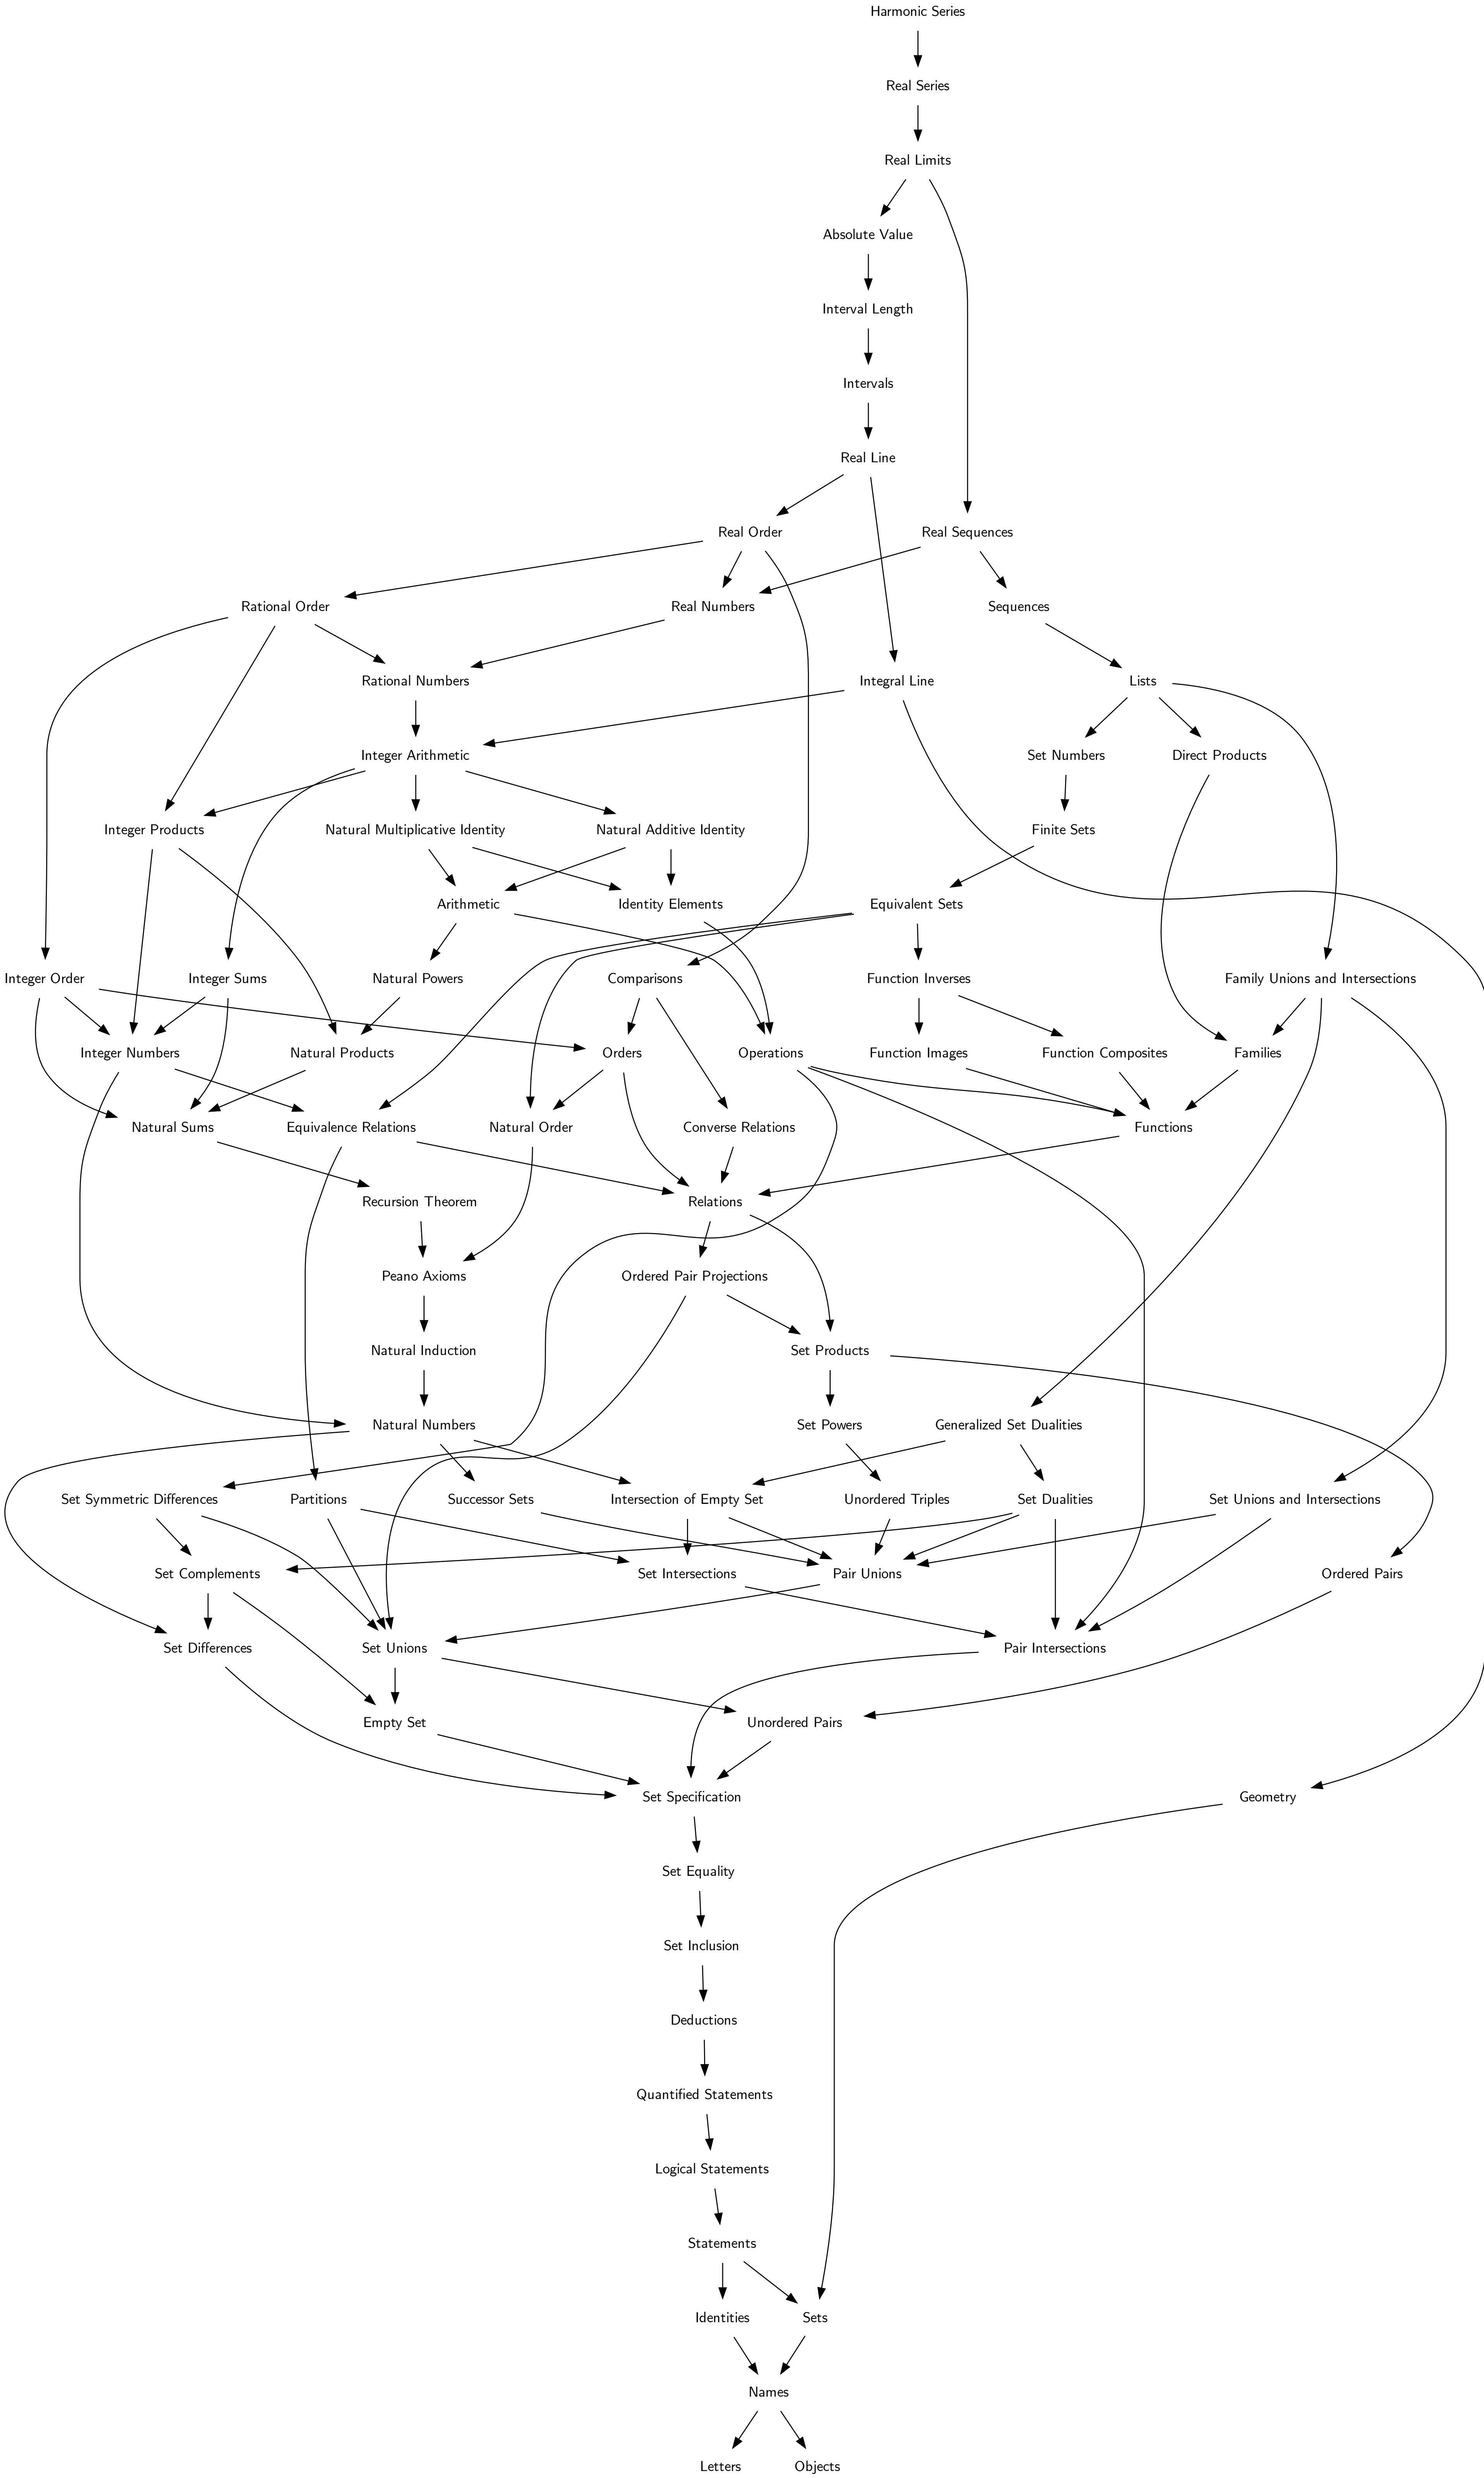 Harmonic Series
Real Series
Real Limits
Absolute Value
Interval Length
Intervals
Real Line
Real Order
Real Sequences
Rational Order
Real Numbers
Sequences
Rational Numbers
Integral Line
Lists
Integer Arithmetic
Set Numbers
Direct Products
Integer Products
Natural Multiplicative Identity
Natural Additive Identity
Finite Sets
Arithmetic
Identity Elements
Equivalent Sets
Integer Order
Integer Sums
Natural Powers
Comparisons
Function Inverses
Family Unions and Intersections
Integer Numbers
Natural Products
Orders
Operations
Function Images
Function Composites
Families
Natural Sums
Equivalence Relations
Natural Order
Converse Relations
Functions
Recursion Theorem
Relations
Peano Axioms
Ordered Pair Projections
Natural Induction
Set Products
Natural Numbers
Set Powers
Generalized Set Dualities
Set Symmetric Differences
Partitions
Successor Sets
Intersection of Empty Set
Unordered Triples
Set Dualities
Set Unions and Intersections
Set Complements
Set Intersections
Pair Unions
Ordered Pairs
Set Differences
Set Unions
Pair Intersections
Empty Set
Unordered Pairs
Set Specification
Geometry
Set Equality
Set Inclusion
Deductions
Quantified Statements
Logical Statements
Statements
Identities
Sets
Names
Letters
Objects